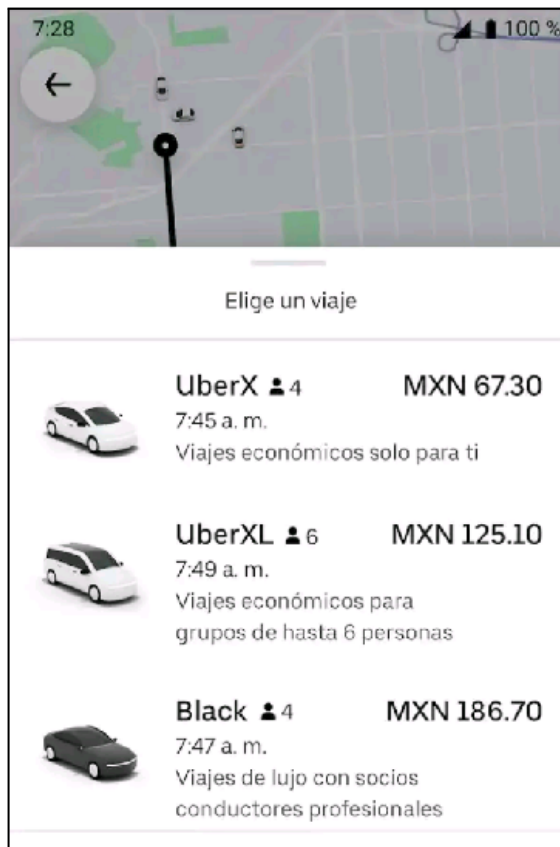 7:28 100 %
Elige un viaje
UberX 4 MXN 67.30
7:45 a. m.
Viajes económicos solo para ti
UberXL 6 MXN 125.10
7:49 a. m.
Viajes económicos para
grupos de hasta 6 personas
Black 4 MXN 186.70
7:47 a. m.
Viajes de lujo con socios
conductores profesionales